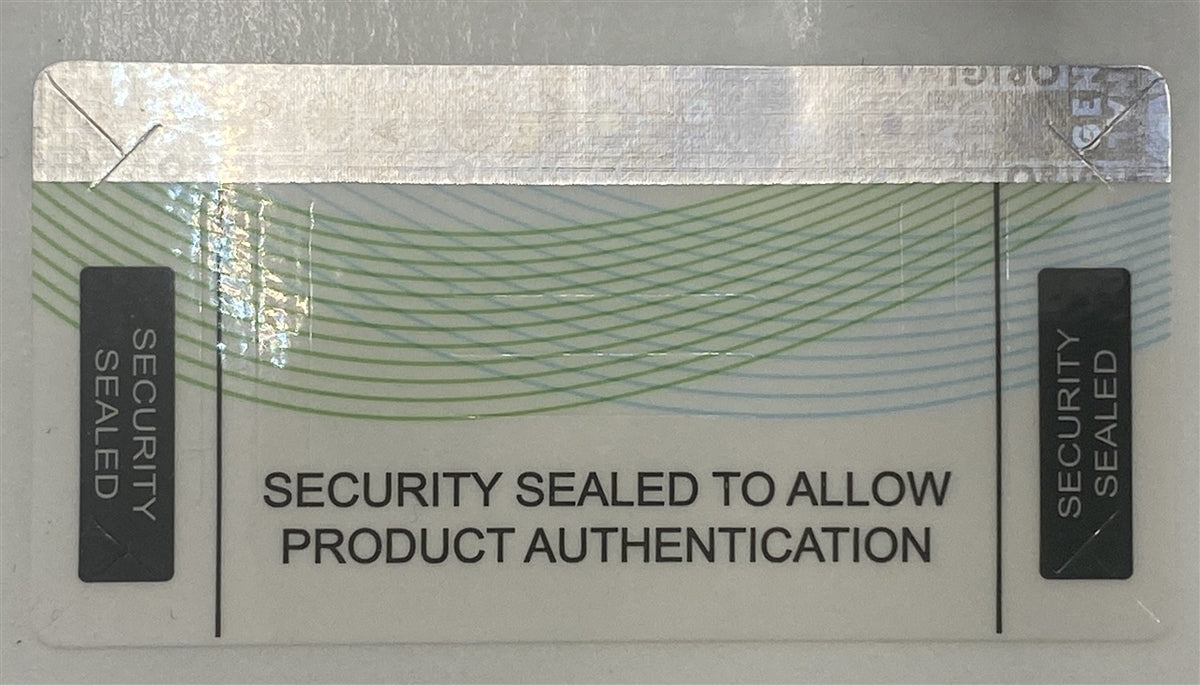 SECURITY
SEALED
SECURITY SEALED TO ALLOW
PRODUCT AUTHENTICATION
SECURITY
SEALED